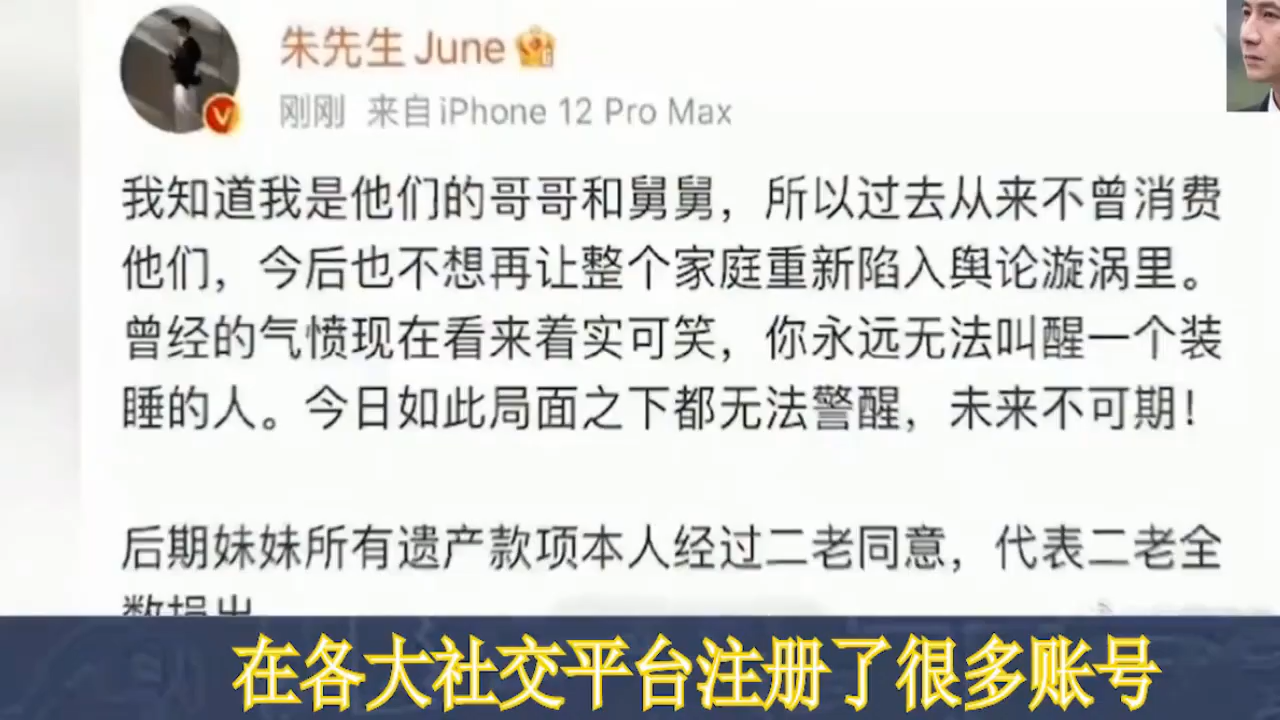 朱先生June
刚刚 来自iPhone 12 Pro Max
我知道我是他们的哥哥和舅舅，所以过去从来不曾消费
他们，今后也不想再让整个家庭重新陷入舆论漩涡里。
曾经的气愤现在看来着实可笑，你永远无法叫醒一个装
睡的人。今日如此局面之下都无法警醒，未来不可期！
后期妹妹所有遗产款项本人经过二老同意，代表二老全
数捐出
在各大社交平台注册了很多账号